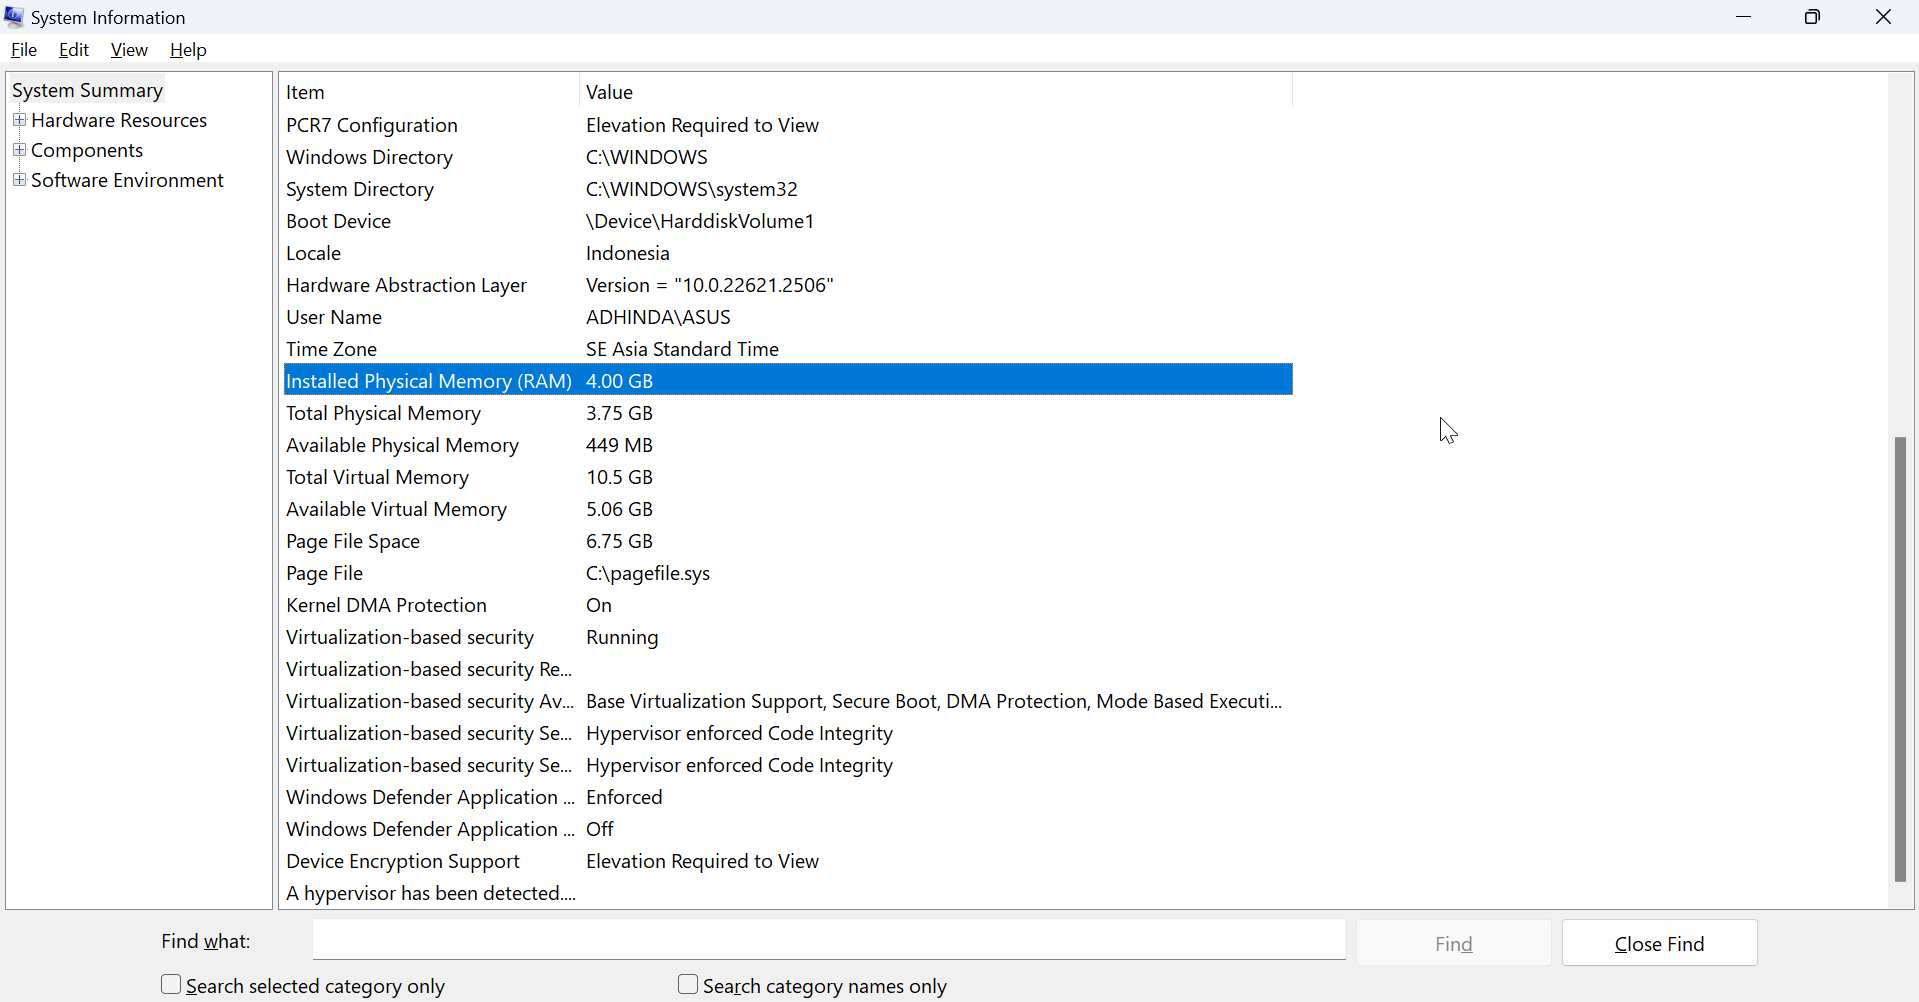 System Information
File Edit View Help
System Summary
Hardware Resources
Components
Software Environment
Item Value
PCR7 Configuration Elevation Required to View
Windows Directory C:\WINDOWS
System Directory C:\WINDOWS\system32
Boot Device \Device\HarddiskVolume1
Locale Indonesia
Hardware Abstraction Layer Version = "10.0.22621.2506"
User Name ADHINDA\ASUS
Time Zone SE Asia Standard Time
Installed Physical Memory (RAM) 4.00 GB
Total Physical Memory 3.75 GB
Available Physical Memory 449 MB
Total Virtual Memory 10.5 GB
Available Virtual Memory 5.06 GB
Page File Space 6.75 GB
Page File C:\pagefile.sys
Kernel DMA Protection On
Virtualization-based security Running
Virtualization-based security Re...
Virtualization-based security Av... Base Virtualization Support, Secure Boot, DMA Protection, Mode Based Executi...
Virtualization-based security Se... Hypervisor enforced Code Integrity
Virtualization-based security Se... Hypervisor enforced Code Integrity
Windows Defender Application ... Enforced
Windows Defender Application ... Off
Device Encryption Support Elevation Required to View
A hypervisor has been detected....
Find what: Find Close Find
Search selected category only Search category names only